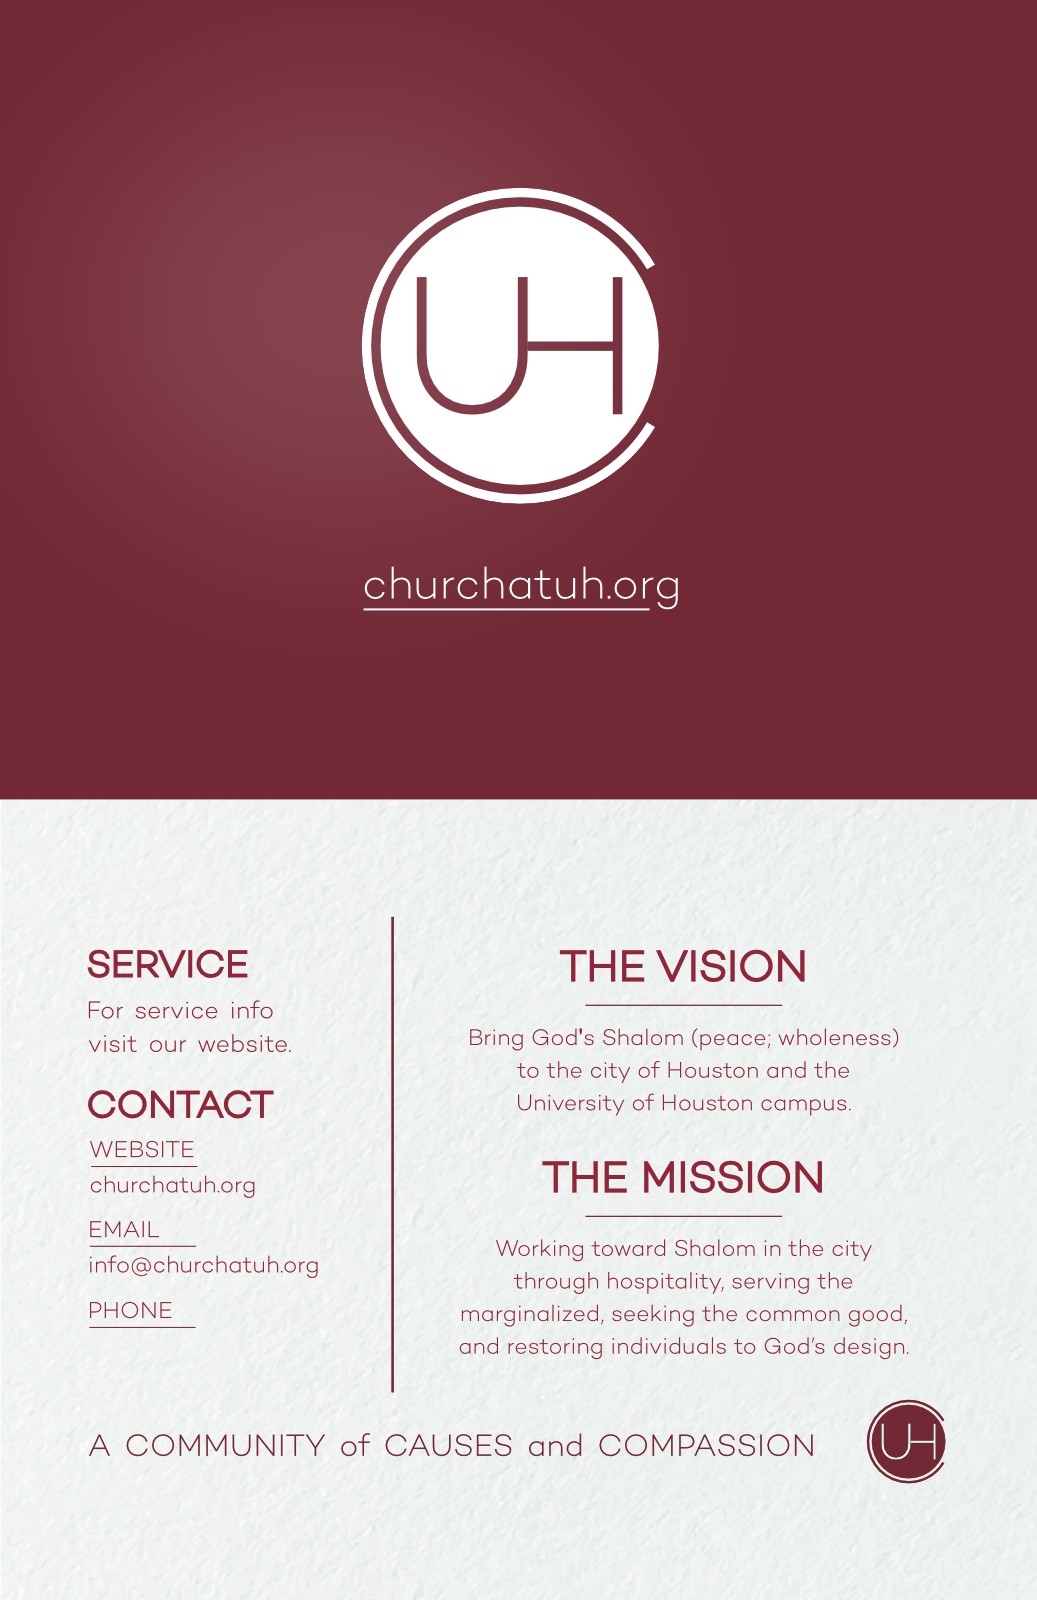 UH
churchatuh.org
SERVICE
For service info
visit our website.
CONTACT
WEBSITE
churchatuh.org
EMAIL
info@churchatuh.org
PHONE
THE VISION
Bring God's Shalom (peace; wholeness)
to the city of Houston and the
University of Houston campus.
THE MISSION
Working toward Shalom in the city
through hospitality, serving the
marginalized, seeking the common good,
and restoring individuals to God’s design.
A COMMUNITY of CAUSES and COMPASSION
UH